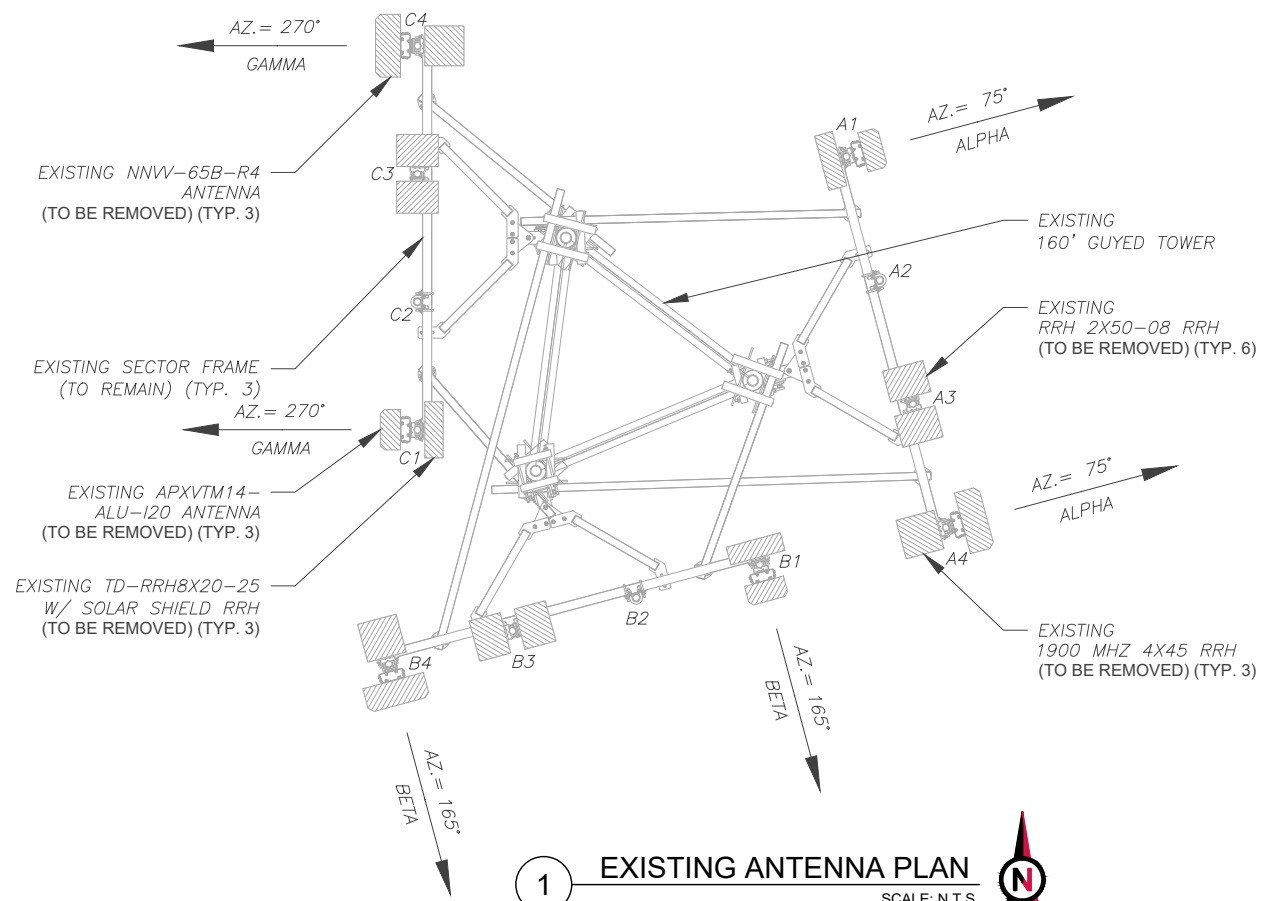 AZ.= 270°
GAMMA
C4
EXISTING NNVV-65B-R4
ANTENNA
(TO BE REMOVED) (TYP. 3)
C3
C2
EXISTING SECTOR FRAME
(TO REMAIN) (TYP. 3)
AZ.= 270°
GAMMA
C1
EXISTING APXVTM14-
ALU-I20 ANTENNA
(TO BE REMOVED) (TYP. 3)
EXISTING TD-RRH8X20-25
W/ SOLAR SHIELD RRH
(TO BE REMOVED) (TYP. 3)
A1
AZ.= 75°
ALPHA
EXISTING
160' GUYED TOWER
A2
EXISTING
RRH 2X50-08 RRH
(TO BE REMOVED) (TYP. 6)
A3
AZ.= 75°
ALPHA
A4
EXISTING
1900 MHZ 4X45 RRH
(TO BE REMOVED) (TYP. 3)
B1
B2
B3
B4
AZ.= 165°
BETA
AZ.= 165°
BETA
1
EXISTING ANTENNA PLAN
SCALE: N.T.S.
N